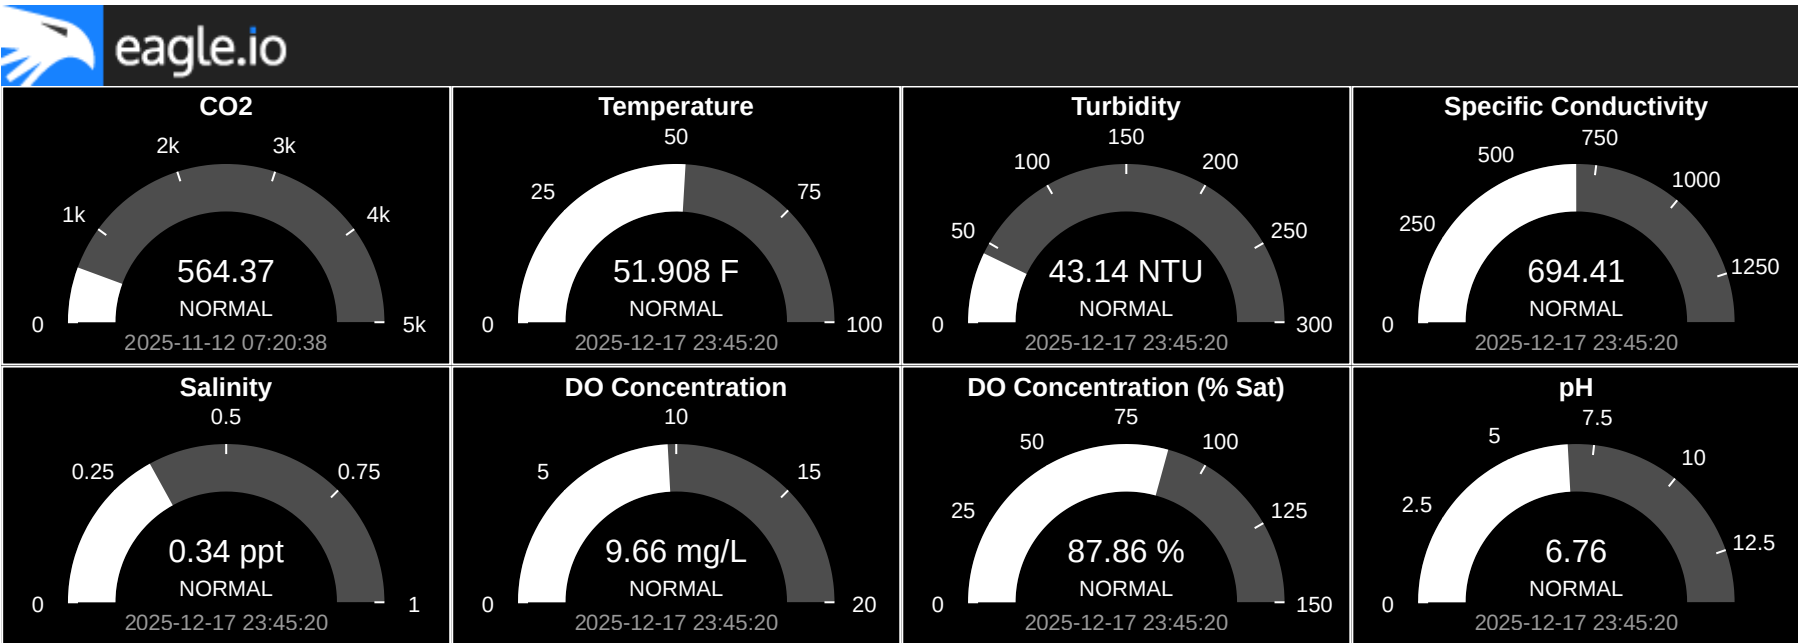 eagle.io
CO2
2k
3k
1k
4k
564.37
NORMAL
0
5k
2025-11-12 07:20:38
Temperature
50
25
75
51.908 F
NORMAL
0
100
2025-12-17 23:45:20
Turbidity
150
100
200
50
250
43.14 NTU
NORMAL
0
300
2025-12-17 23:45:20
Specific Conductivity
750
500
1000
250
1250
694.41
NORMAL
0
2025-12-17 23:45:20
Salinity
0.5
0.25
0.75
0.34 ppt
NORMAL
0
1
2025-12-17 23:45:20
DO Concentration
10
5
15
9.66 mg/L
NORMAL
0
20
2025-12-17 23:45:20
DO Concentration (% Sat)
75
50
100
25
125
87.86 %
NORMAL
0
150
2025-12-17 23:45:20
pH
7.5
5
10
2.5
12.5
6.76
NORMAL
0
2025-12-17 23:45:20